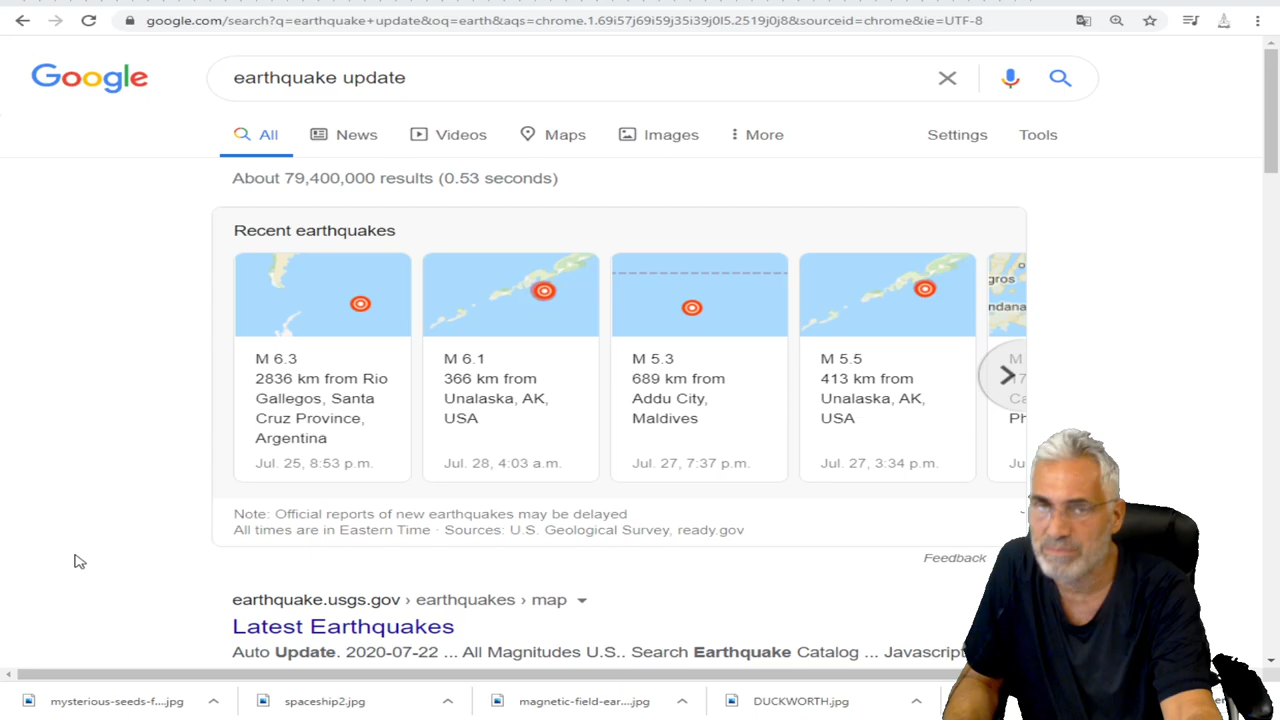 google.com/search?q=earthquake+update&oq=earth&aqs=chrome.1.69i57j69i59j35i39j0l5.2519j0j8&sourceid=chrome&ie=UTF-8
Google
earthquake update
All News Videos Maps Images More Settings Tools
About 79,400,000 results (0.53 seconds)
Recent earthquakes
gros
ndana
M 6.3
2836 km from Rio
Gallegos, Santa
Cruz Province,
Argentina
Jul. 25, 8:53 p.m.
M 6.1
366 km from
Unalaska, AK,
USA
Jul. 28, 4:03 a.m.
M 5.3
689 km from
Addu City,
Maldives
Jul. 27, 7:37 p.m.
M 5.5
413 km from
Unalaska, AK,
USA
Jul. 27, 3:34 p.m.
M
17
Ca
Ph
Ju
Note: Official reports of new earthquakes may be delayed
All times are in Eastern Time · Sources: U.S. Geological Survey, ready.gov
Feedback
earthquake.usgs.gov › earthquakes › map
Latest Earthquakes
Auto Update. 2020-07-22 ... All Magnitudes U.S.. Search Earthquake Catalog ... Javascript
mysterious-seeds-f....jpg spaceship2.jpg magnetic-field-ear....jpg DUCKWORTH.jpg